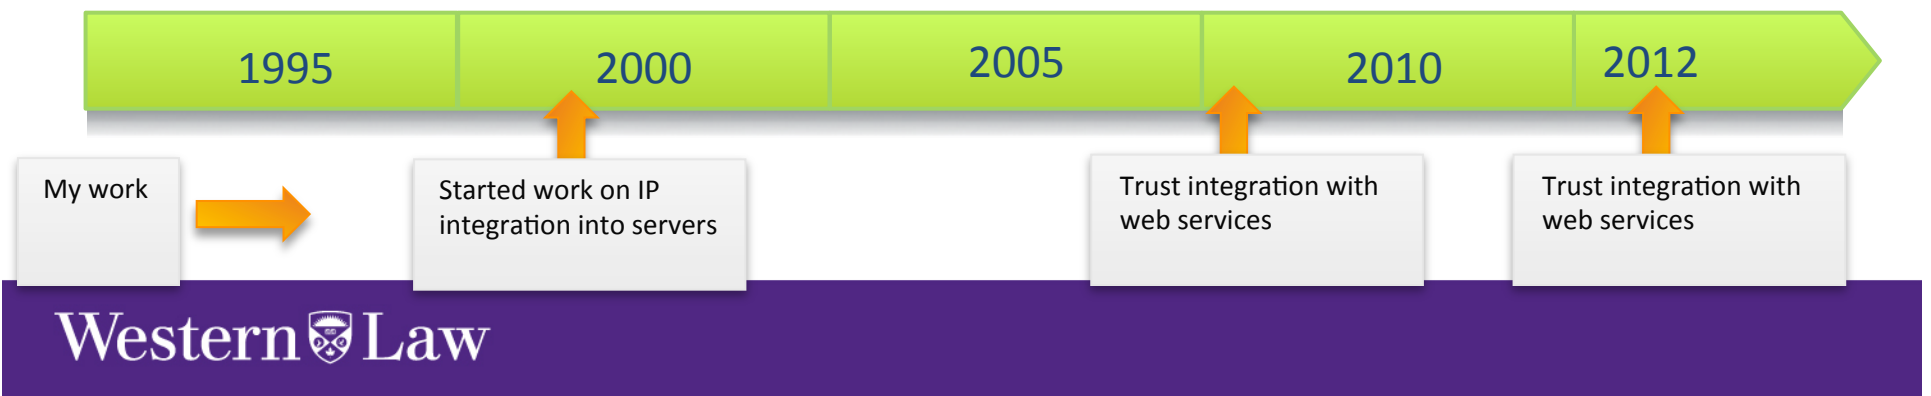 1995
2000
2005
2010
2012
My work
Started work on IP
integration into servers
Trust integration with
web services
Trust integration with
web services
Western Law